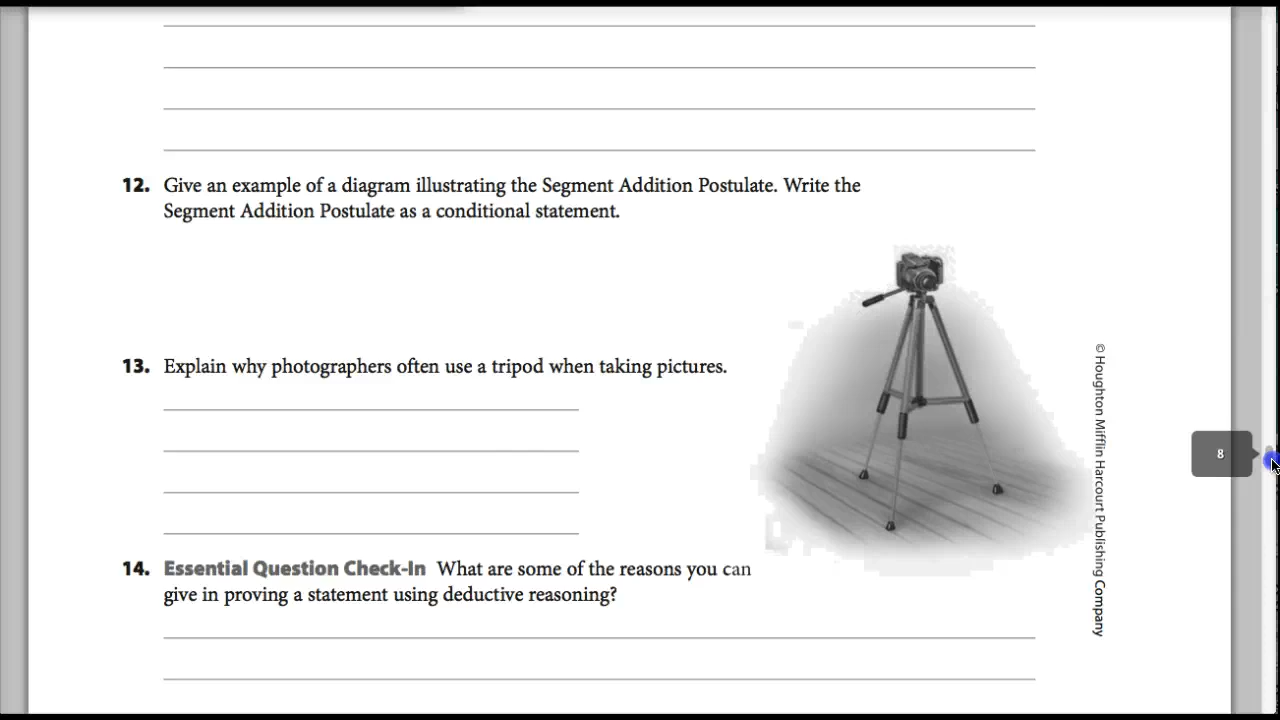 12. Give an example of a diagram illustrating the Segment Addition Postulate. Write the
Segment Addition Postulate as a conditional statement.
13. Explain why photographers often use a tripod when taking pictures.
14. Essential Question Check-In What are some of the reasons you can
give in proving a statement using deductive reasoning?
© Houghton Mifflin Harcourt Publishing Company
8